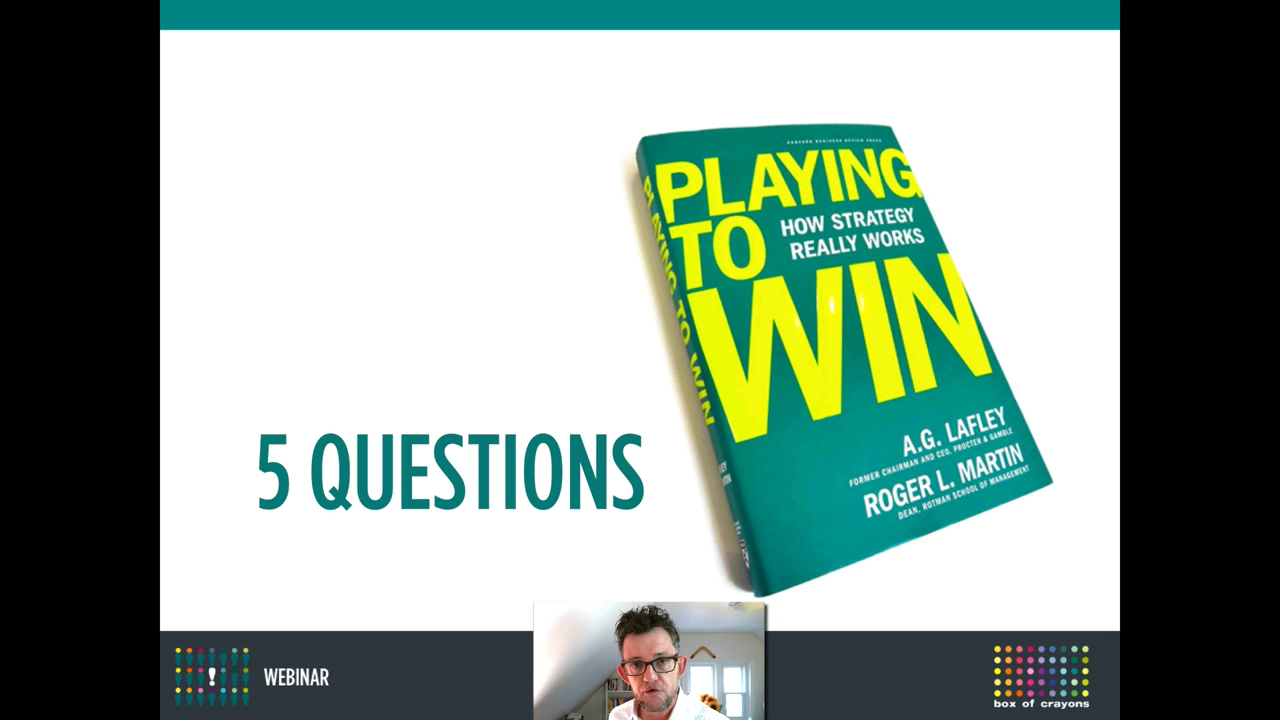 HARVARD BUSINESS REVIEW PRESS
PLAYING
TO
HOW STRATEGY
REALLY WORKS
WIN
PLAYING TO WIN
A.G. LAFLEY
FORMER CHAIRMAN AND CEO, PROCTER & GAMBLE
ROGER L. MARTIN
DEAN, ROTMAN SCHOOL OF MANAGEMENT
5 QUESTIONS
!
WEBINAR
box of crayons